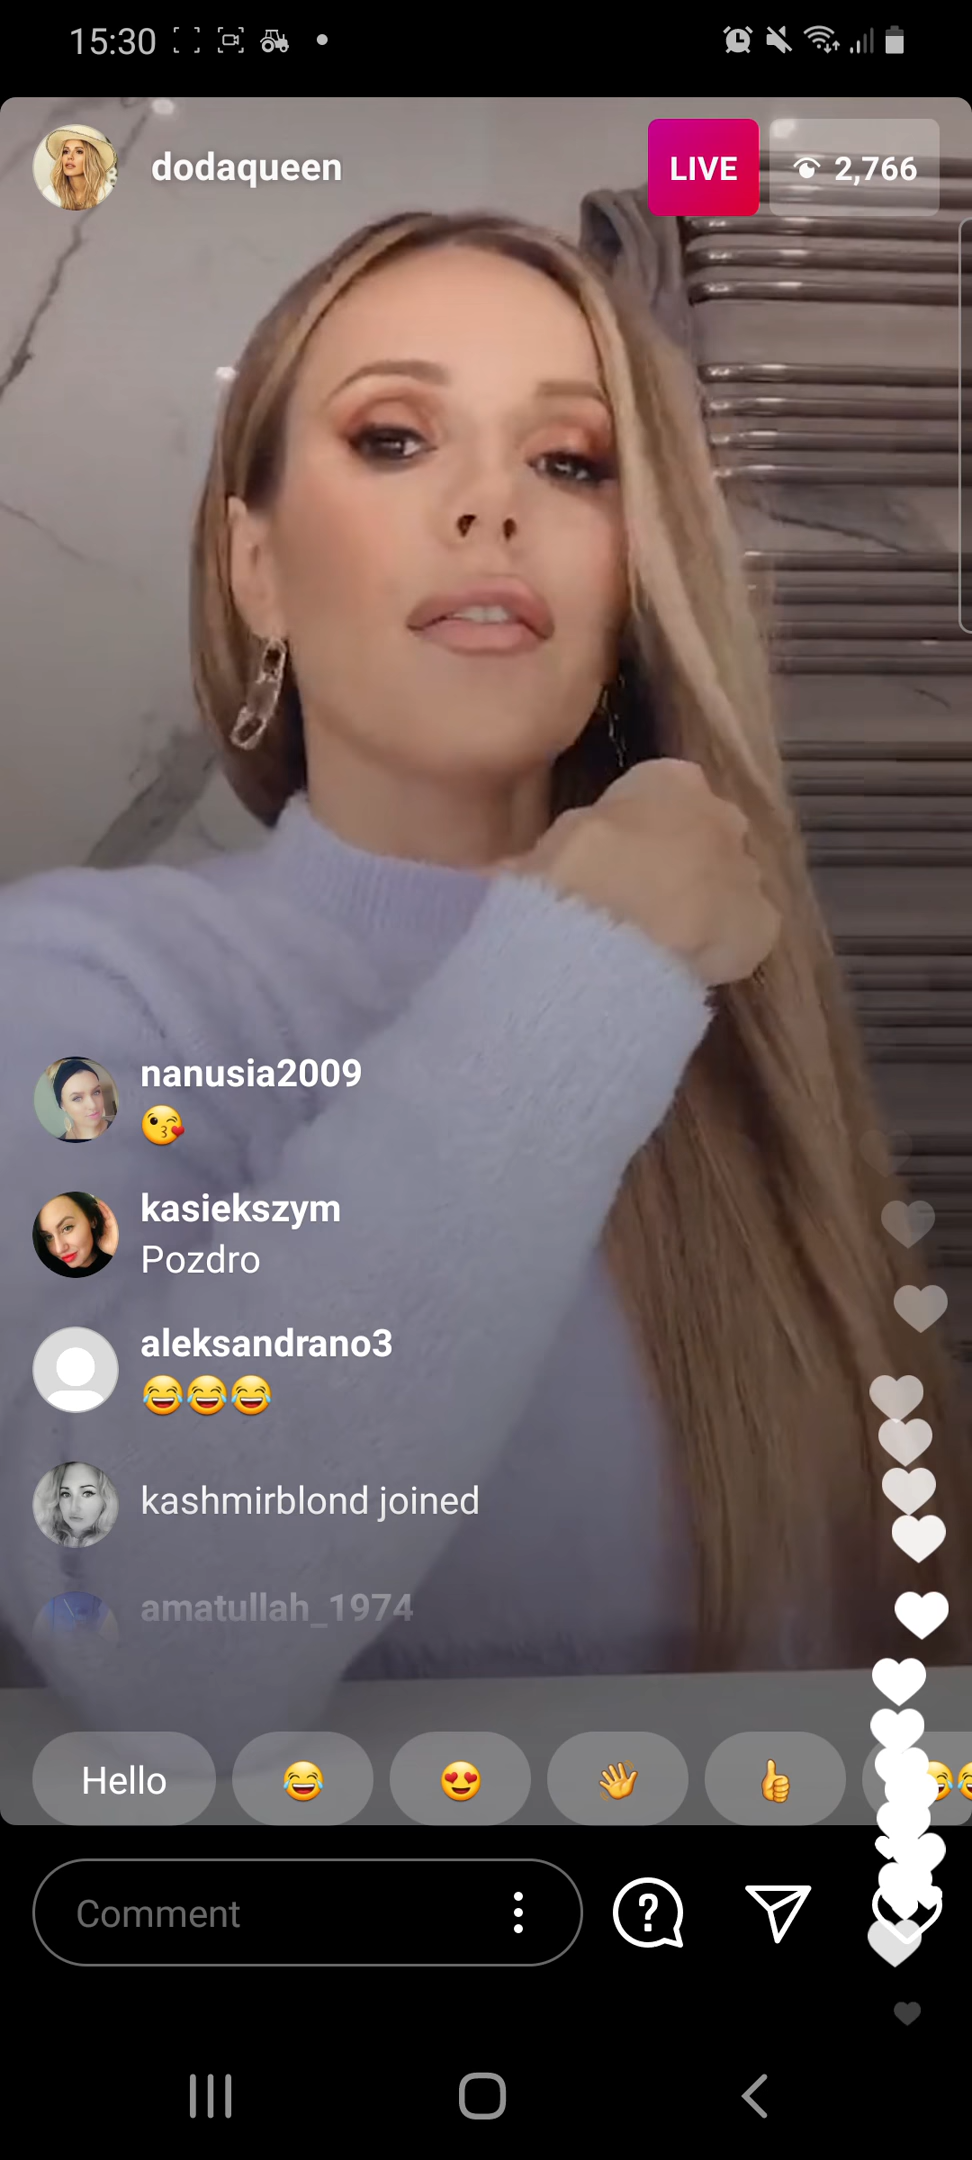 15:30
dodaqueen
LIVE
2,766
nanusia2009
😘
kasiekszym
Pozdro
aleksandrano3
😂😂😂
kashmirblond joined
amatullah_1974
Hello
Comment